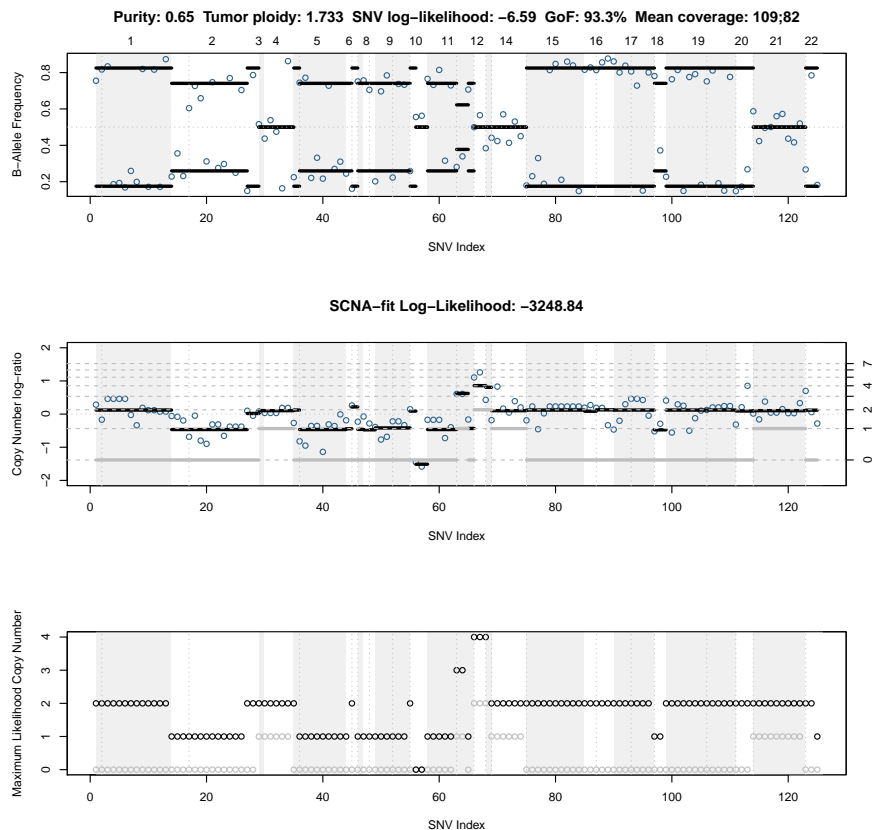 Purity: 0.65 Tumor ploidy: 1.733 SNV log-likelihood: -6.59 GoF: 93.3% Mean coverage: 109;82
1 2 3 4 5 6 8 9 10 11 12 14 15 16 17 18 20 21 22
B-Allele Frequency
0.8
0.6
0.4
0.2
0 20 40 60 80 100 120
SNV Index
SCNA-fit Log-Likelihood: -3248.84
Copy Number log-ratio
2
1
0
-1
-2
7
4
2
1
0
0 20 40 60 80 100 120
SNV Index
Maximum Likelihood Copy Number
4
3
2
1
0
0 20 40 60 80 100 120
SNV Index